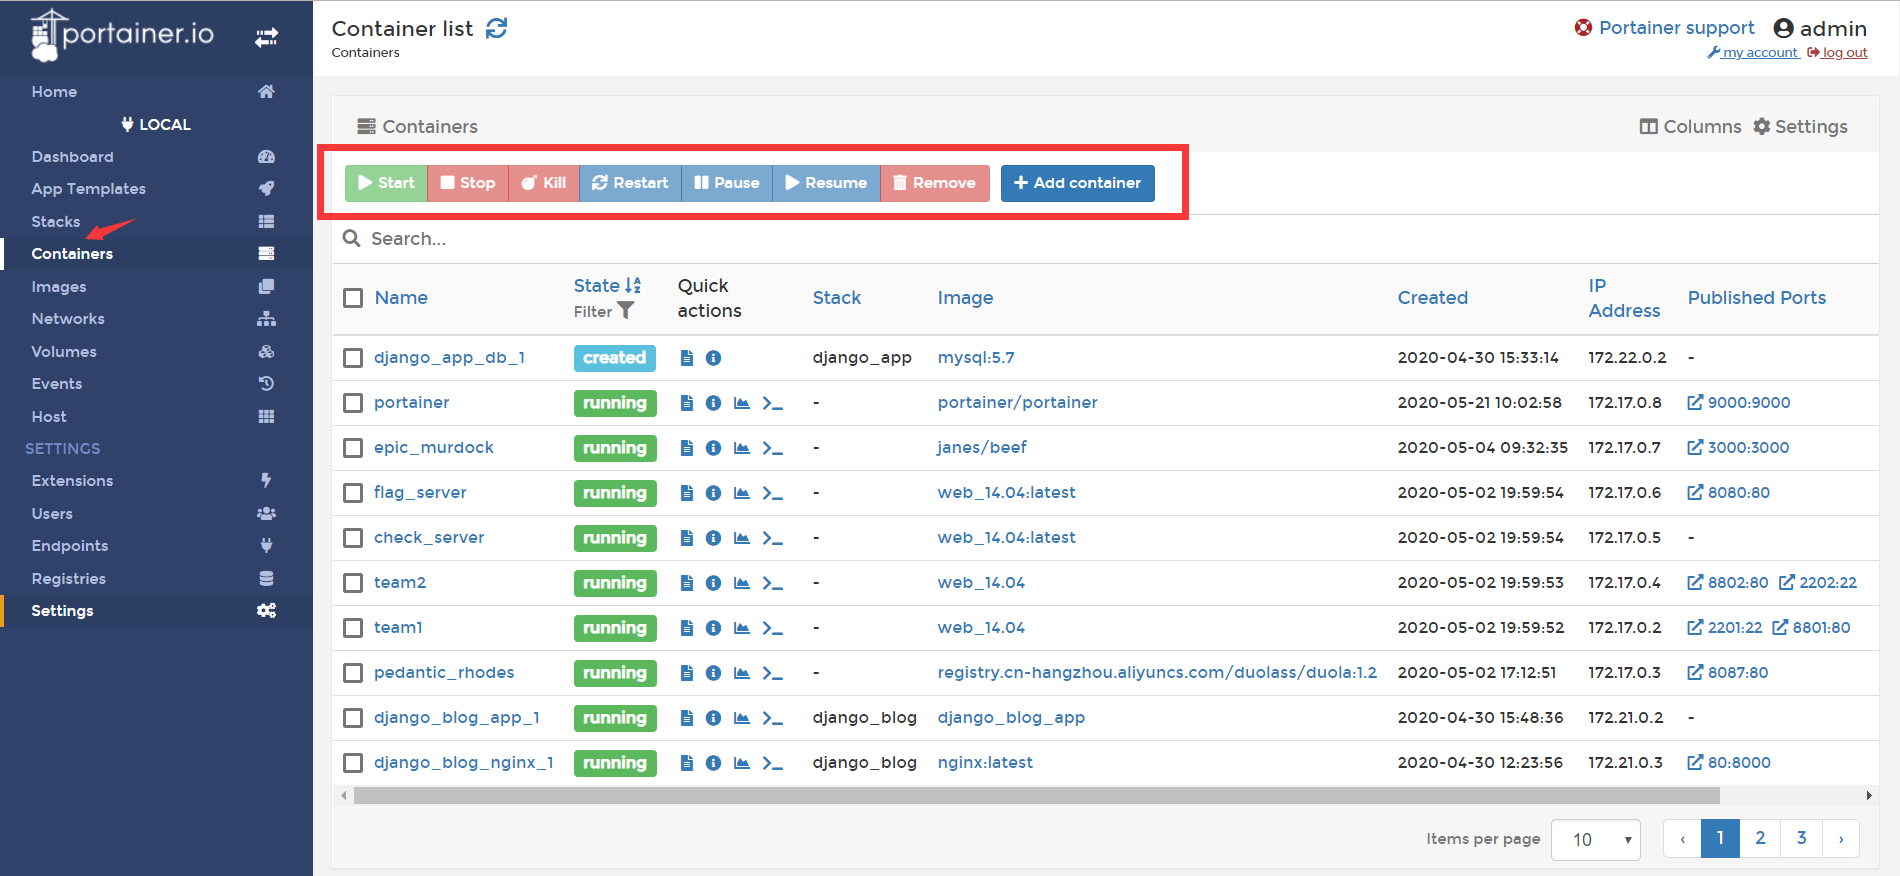 portainer.io
Home
LOCAL
Dashboard
App Templates
Stacks
Containers
Images
Networks
Volumes
Events
Host
SETTINGS
Extensions
Users
Endpoints
Registries
Settings
Container list
Containers
Portainer support admin
my account log out
Containers
Columns Settings
Start Stop Kill Restart Pause Resume Remove Add container
Search...
Name State Filter Quick actions Stack Image Created IP Address Published Ports
django_app_db_1 created django_app mysql:5.7 2020-04-30 15:33:14 172.22.0.2 -
portainer running - portainer/portainer 2020-05-21 10:02:58 172.17.0.8 9000:9000
epic_murdock running - janes/beef 2020-05-04 09:32:35 172.17.0.7 3000:3000
flag_server running - web_14.04:latest 2020-05-02 19:59:54 172.17.0.6 8080:80
check_server running - web_14.04:latest 2020-05-02 19:59:54 172.17.0.5 -
team2 running - web_14.04 2020-05-02 19:59:53 172.17.0.4 8802:80 2202:22
team1 running - web_14.04 2020-05-02 19:59:52 172.17.0.2 2201:22 8801:80
pedantic_rhodes running - registry.cn-hangzhou.aliyuncs.com/duolass/duola:1.2 2020-05-02 17:12:51 172.17.0.3 8087:80
django_blog_app_1 running django_blog django_blog_app 2020-04-30 15:48:36 172.21.0.2 -
django_blog_nginx_1 running django_blog nginx:latest 2020-04-30 12:23:56 172.21.0.3 80:8000
Items per page 10 ‹ 1 2 3 ›